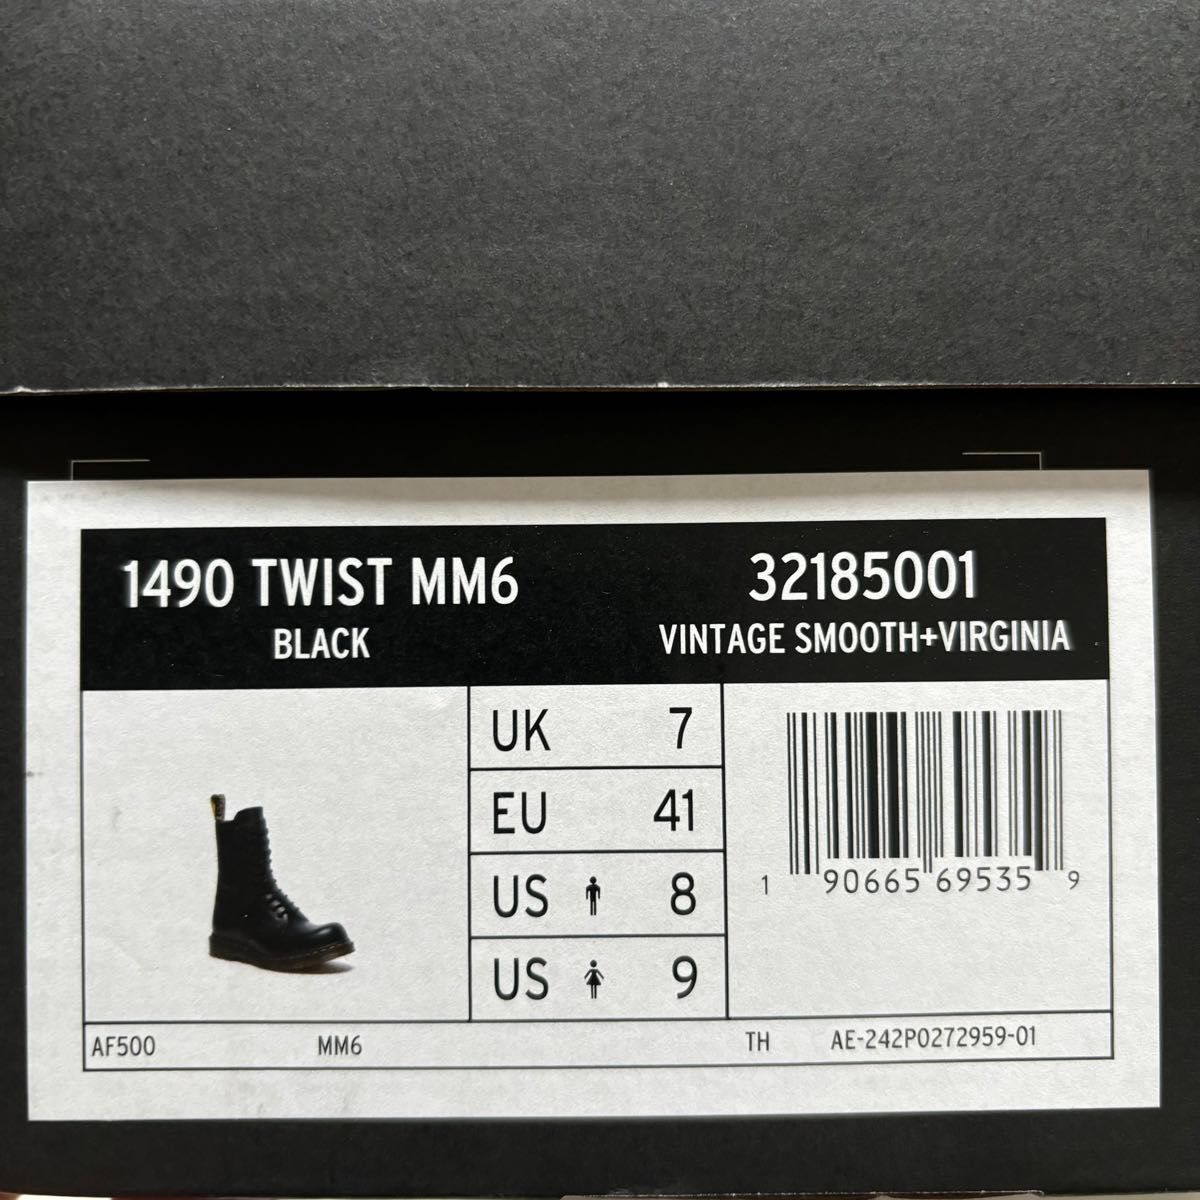 1490 TWIST MM6 32185001
BLACK VINTAGE SMOOTH+VIRGINIA
UK 7
EU 41
US 8
US 9
1 90665 69535 9
AF500 MM6 TH AE-242P0272959-01